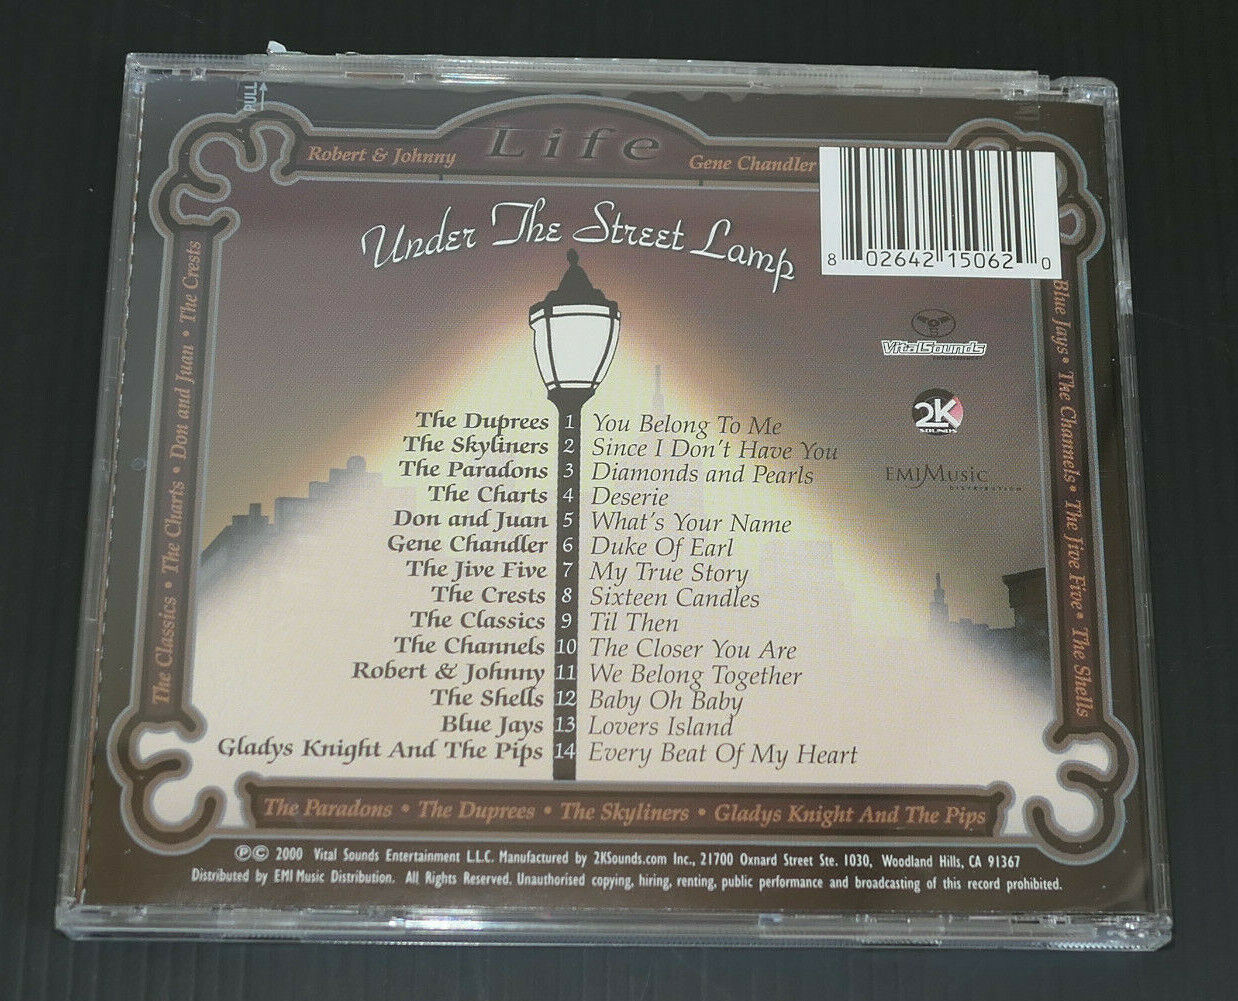 PULL
Life
Robert & Johnny
Gene Chandler
Under The Street Lamp
8 02642 15062 0
VitalSounds
2K
SOUNDS
EMI Music
DISTRIBUTION
The Duprees 1 You Belong To Me
The Skyliners 2 Since I Don't Have You
The Paradons 3 Diamonds and Pearls
The Charts 4 Deserie
Don and Juan 5 What's Your Name
Gene Chandler 6 Duke Of Earl
The Jive Five 7 My True Story
The Crests 8 Sixteen Candles
The Classics 9 Til Then
The Channels 10 The Closer You Are
Robert & Johnny 11 We Belong Together
The Shells 12 Baby Oh Baby
Blue Jays 13 Lovers Island
Gladys Knight And The Pips 14 Every Beat Of My Heart
The Classics • The Charts • Don and Juan • The Crests
Blue Jays • The Channels • The Jive Five • The Shells
The Paradons • The Duprees • The Skyliners • Gladys Knight And The Pips
℗© 2000 Vital Sounds Entertainment L.L.C. Manufactured by 2KSounds.com Inc., 21700 Oxnard Street Ste. 1030, Woodland Hills, CA 91367
Distributed by EMI Music Distribution. All Rights Reserved. Unauthorised copying, hiring, renting, public performance and broadcasting of this record prohibited.